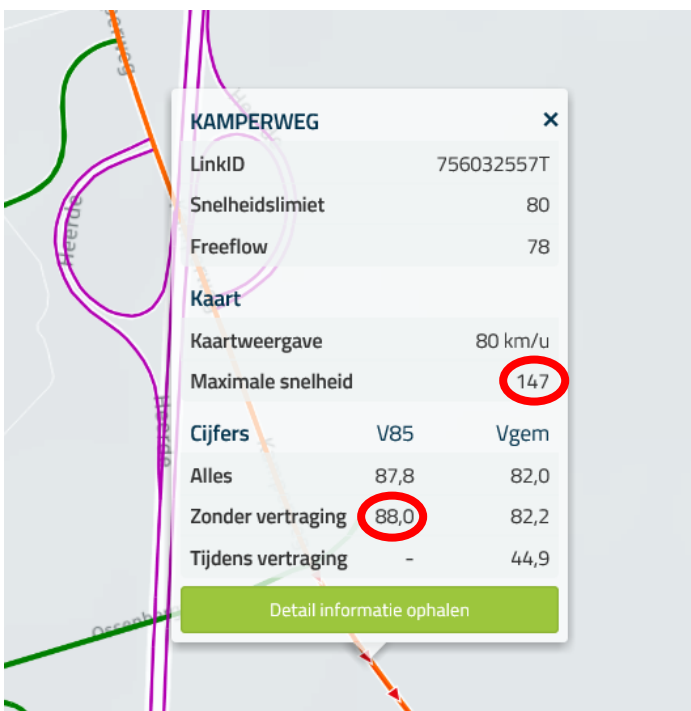 KAMPERWEG ×
LinkID 756032557T
Snelheidslimiet 80
Freeflow 78
Kaart
Kaartweergave 80 km/u
Maximale snelheid 147
Cijfers V85 Vgem
Alles 87,8 82,0
Zonder vertraging 88,0 82,2
Tijdens vertraging - 44,9
Detail informatie ophalen
Heerde
Heerde
Heerde